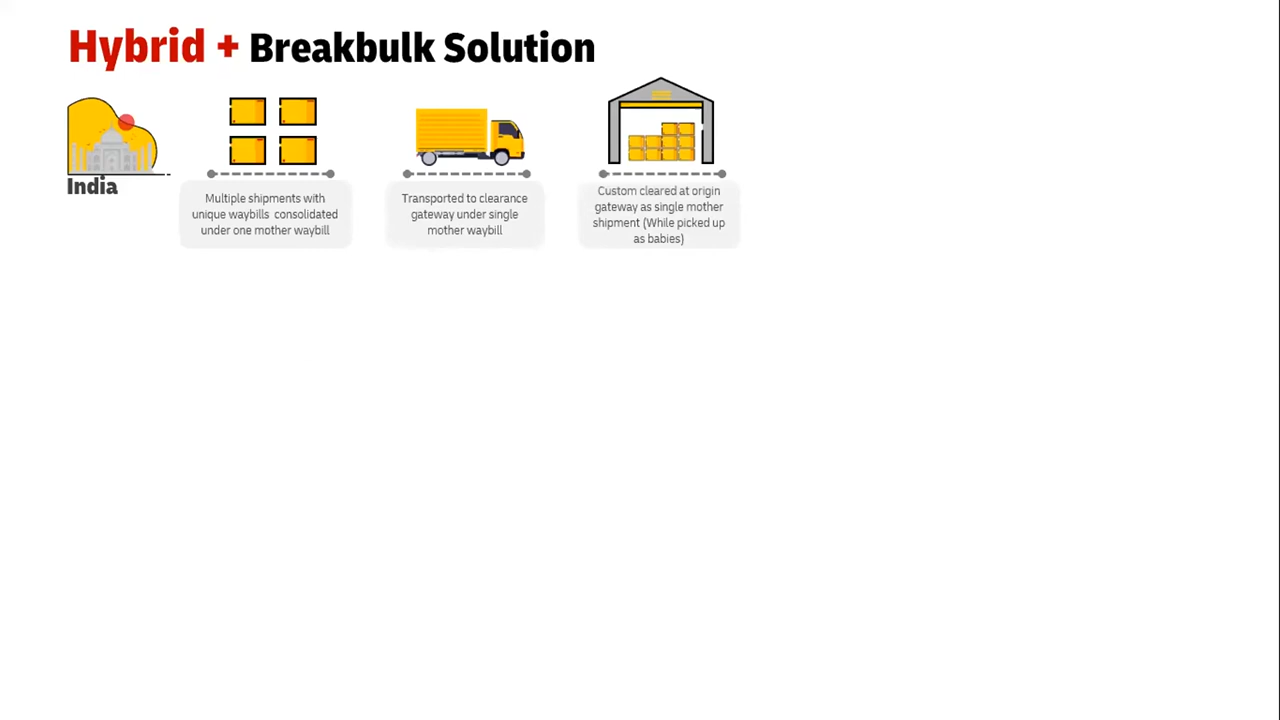 Hybrid + Breakbulk Solution
India
Multiple shipments with
unique waybills consolidated
under one mother waybill
Transported to clearance
gateway under single
mother waybill
Custom cleared at origin
gateway as single mother
shipment (While picked up
as babies)